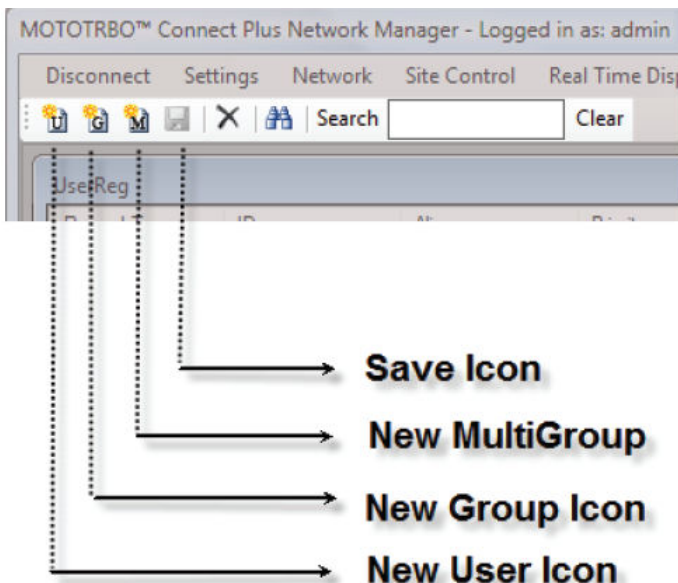 MOTOTRBO™ Connect Plus Network Manager - Logged in as: admin
Disconnect Settings Network Site Control Real Time Disp
U G M Search Clear
UserReg
ID
Save Icon
New MultiGroup
New Group Icon
New User Icon